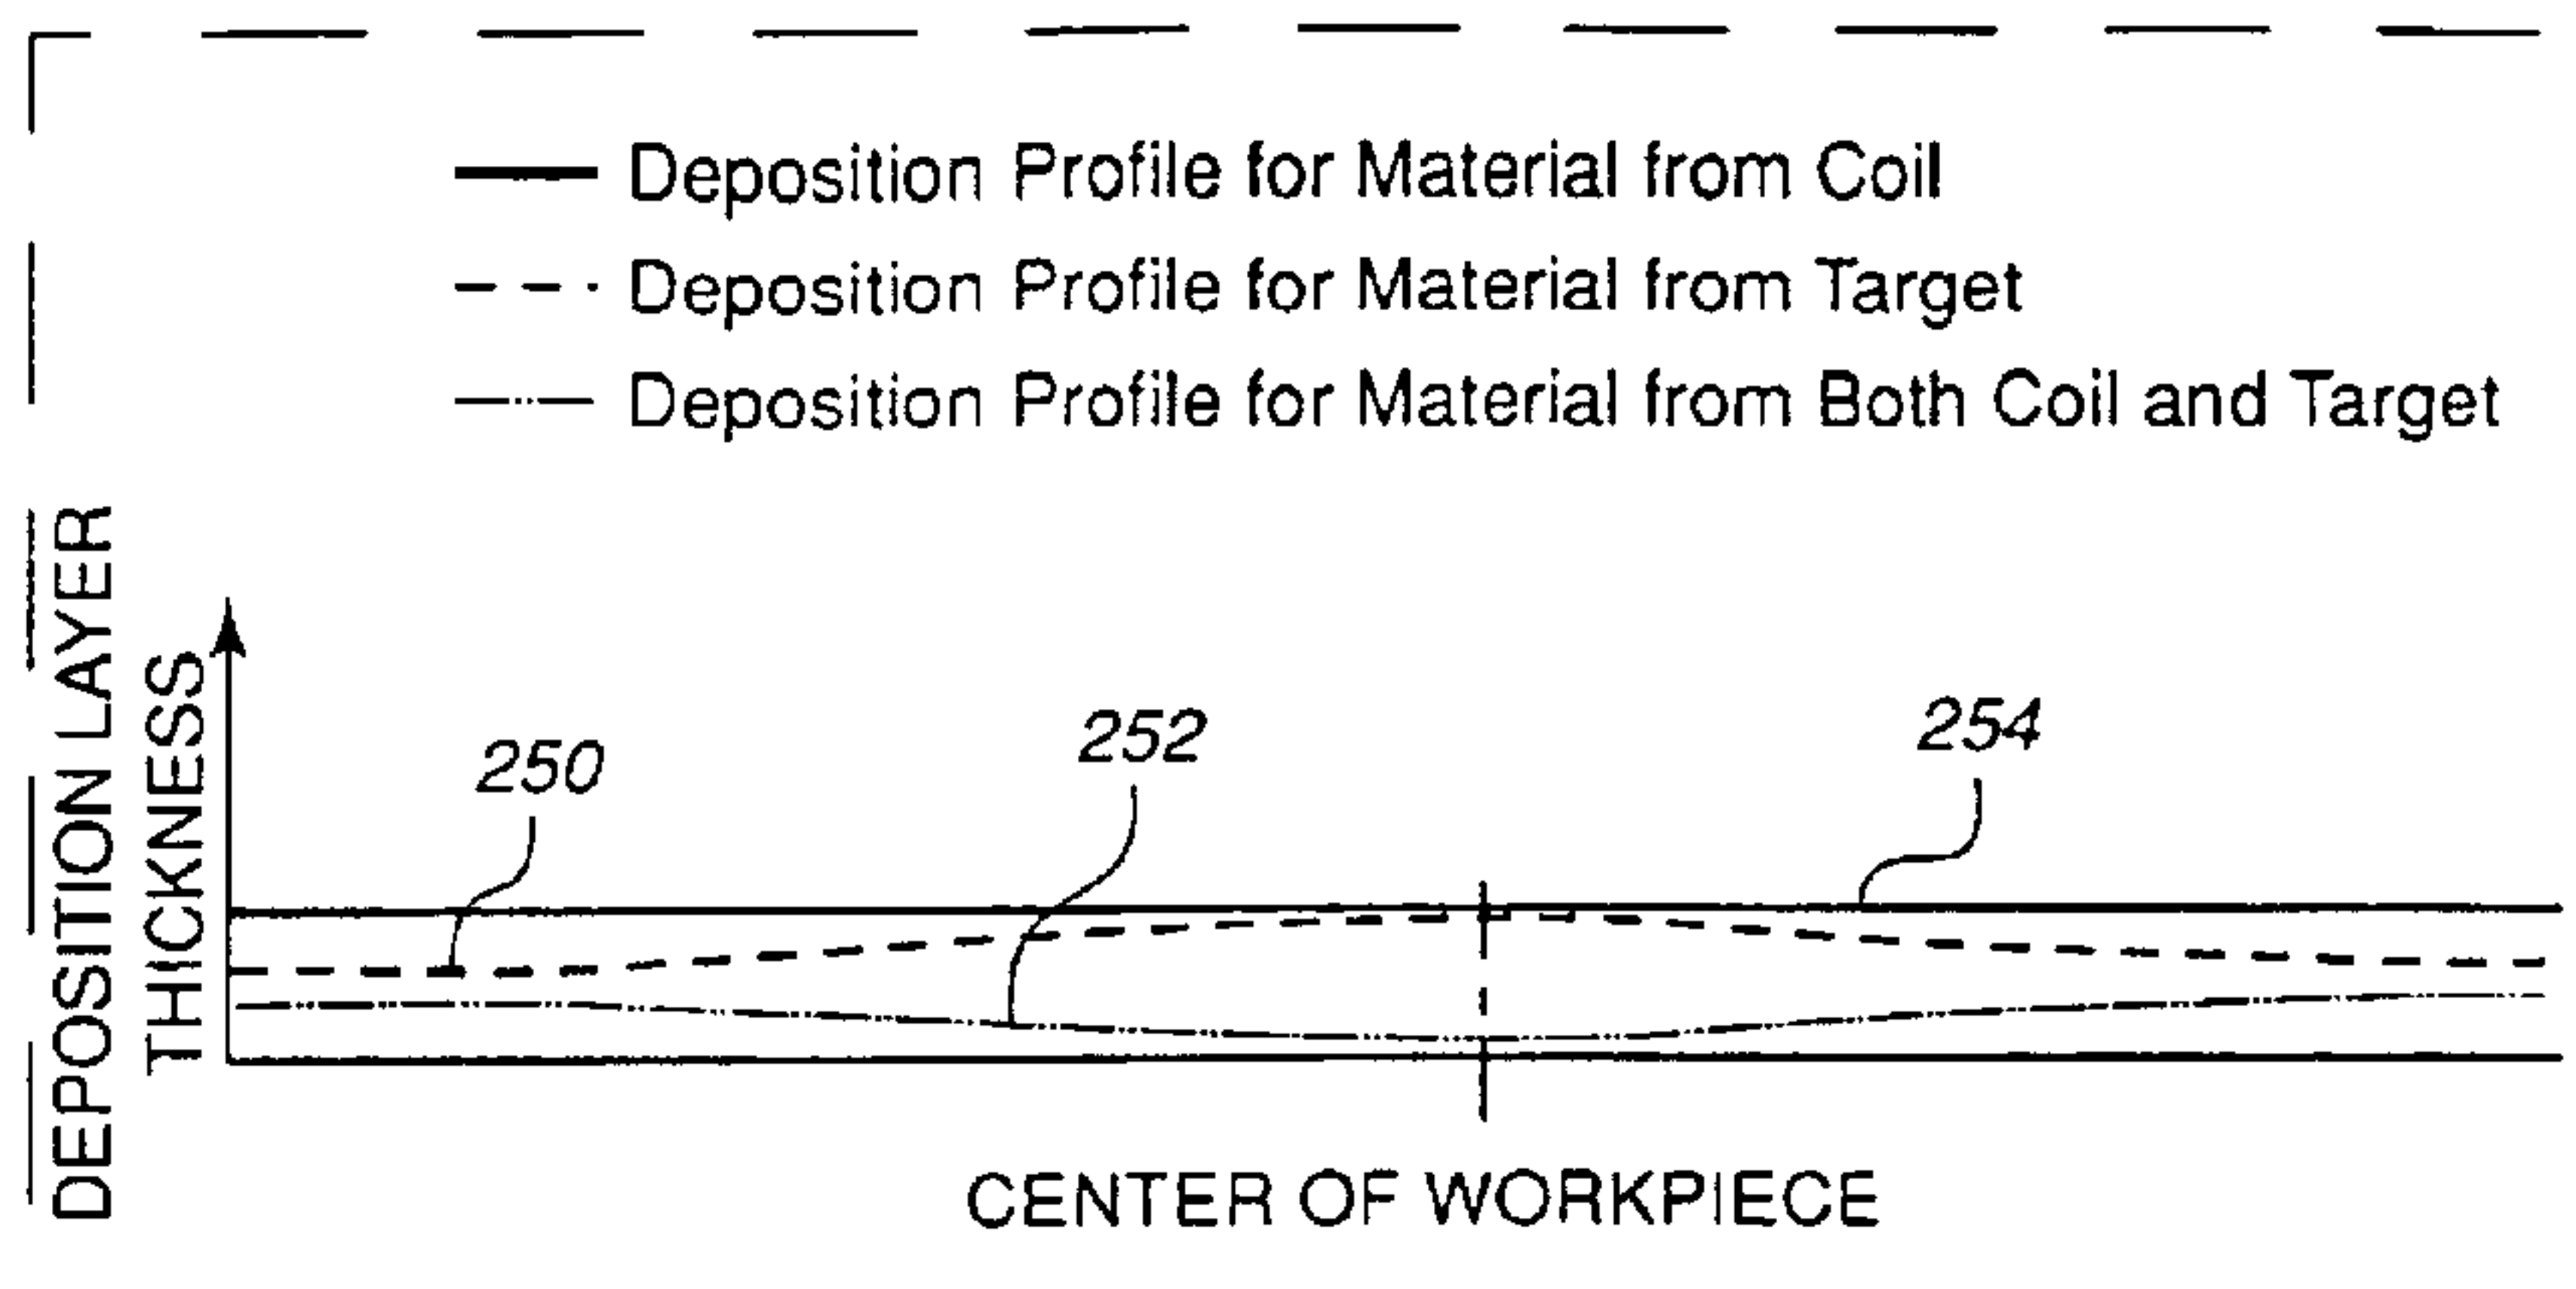 Deposition Profile for Material from Coil
Deposition Profile for Material from Target
Deposition Profile for Material from Both Coil and Target
DEPOSITION LAYER
THICKNESS
250
252
254
CENTER OF WORKPIECE